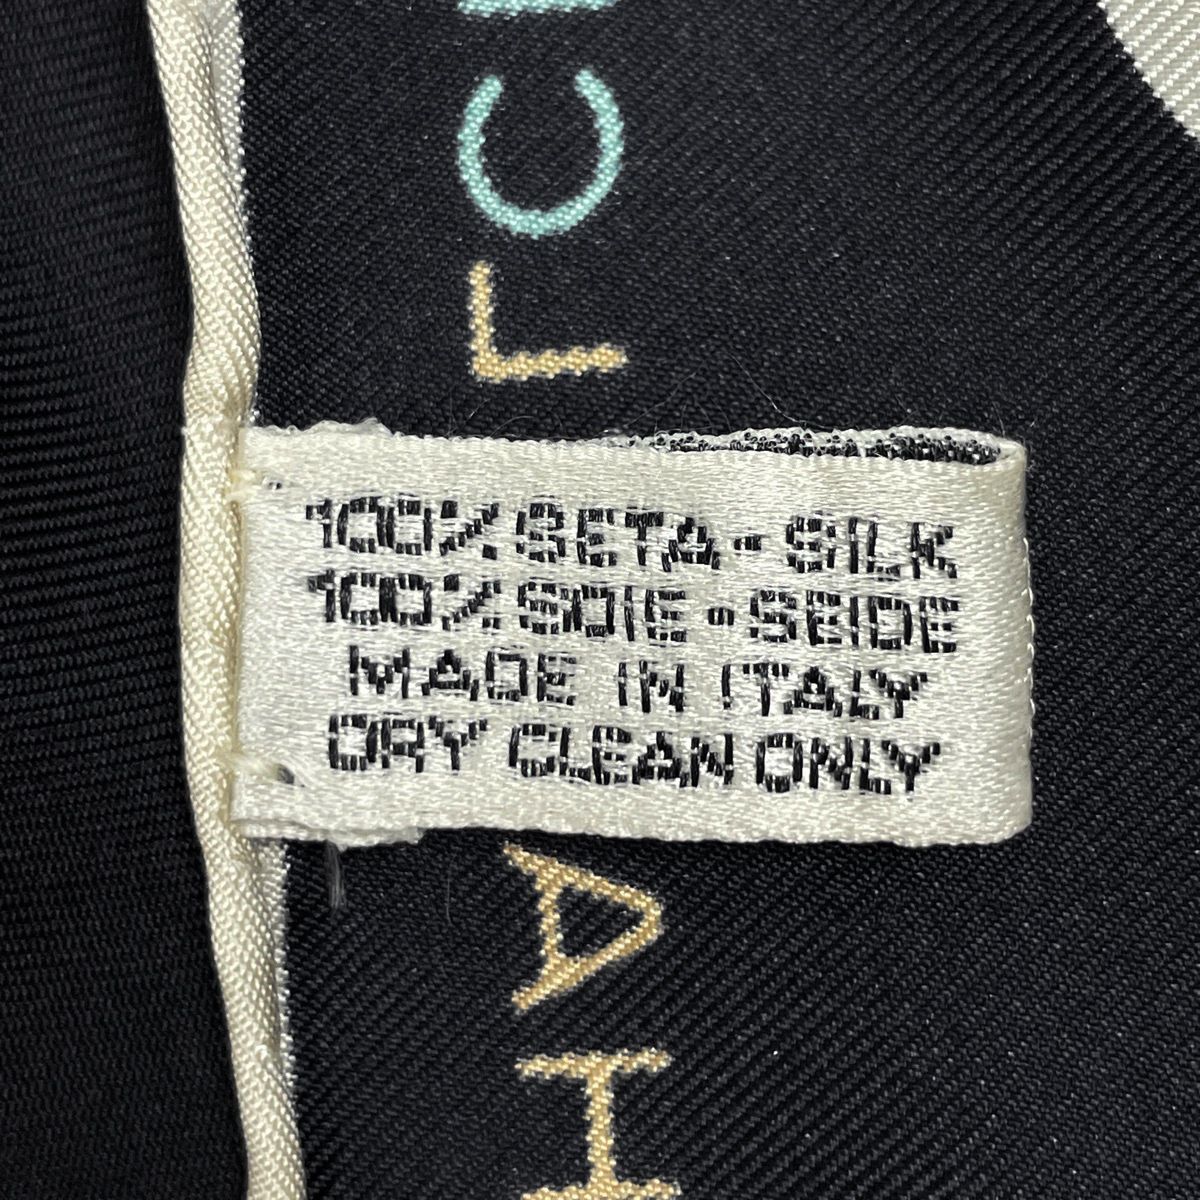 100% SETA - SILK
100% SOIE - SEIDE
MADE IN ITALY
DRY CLEAN ONLY